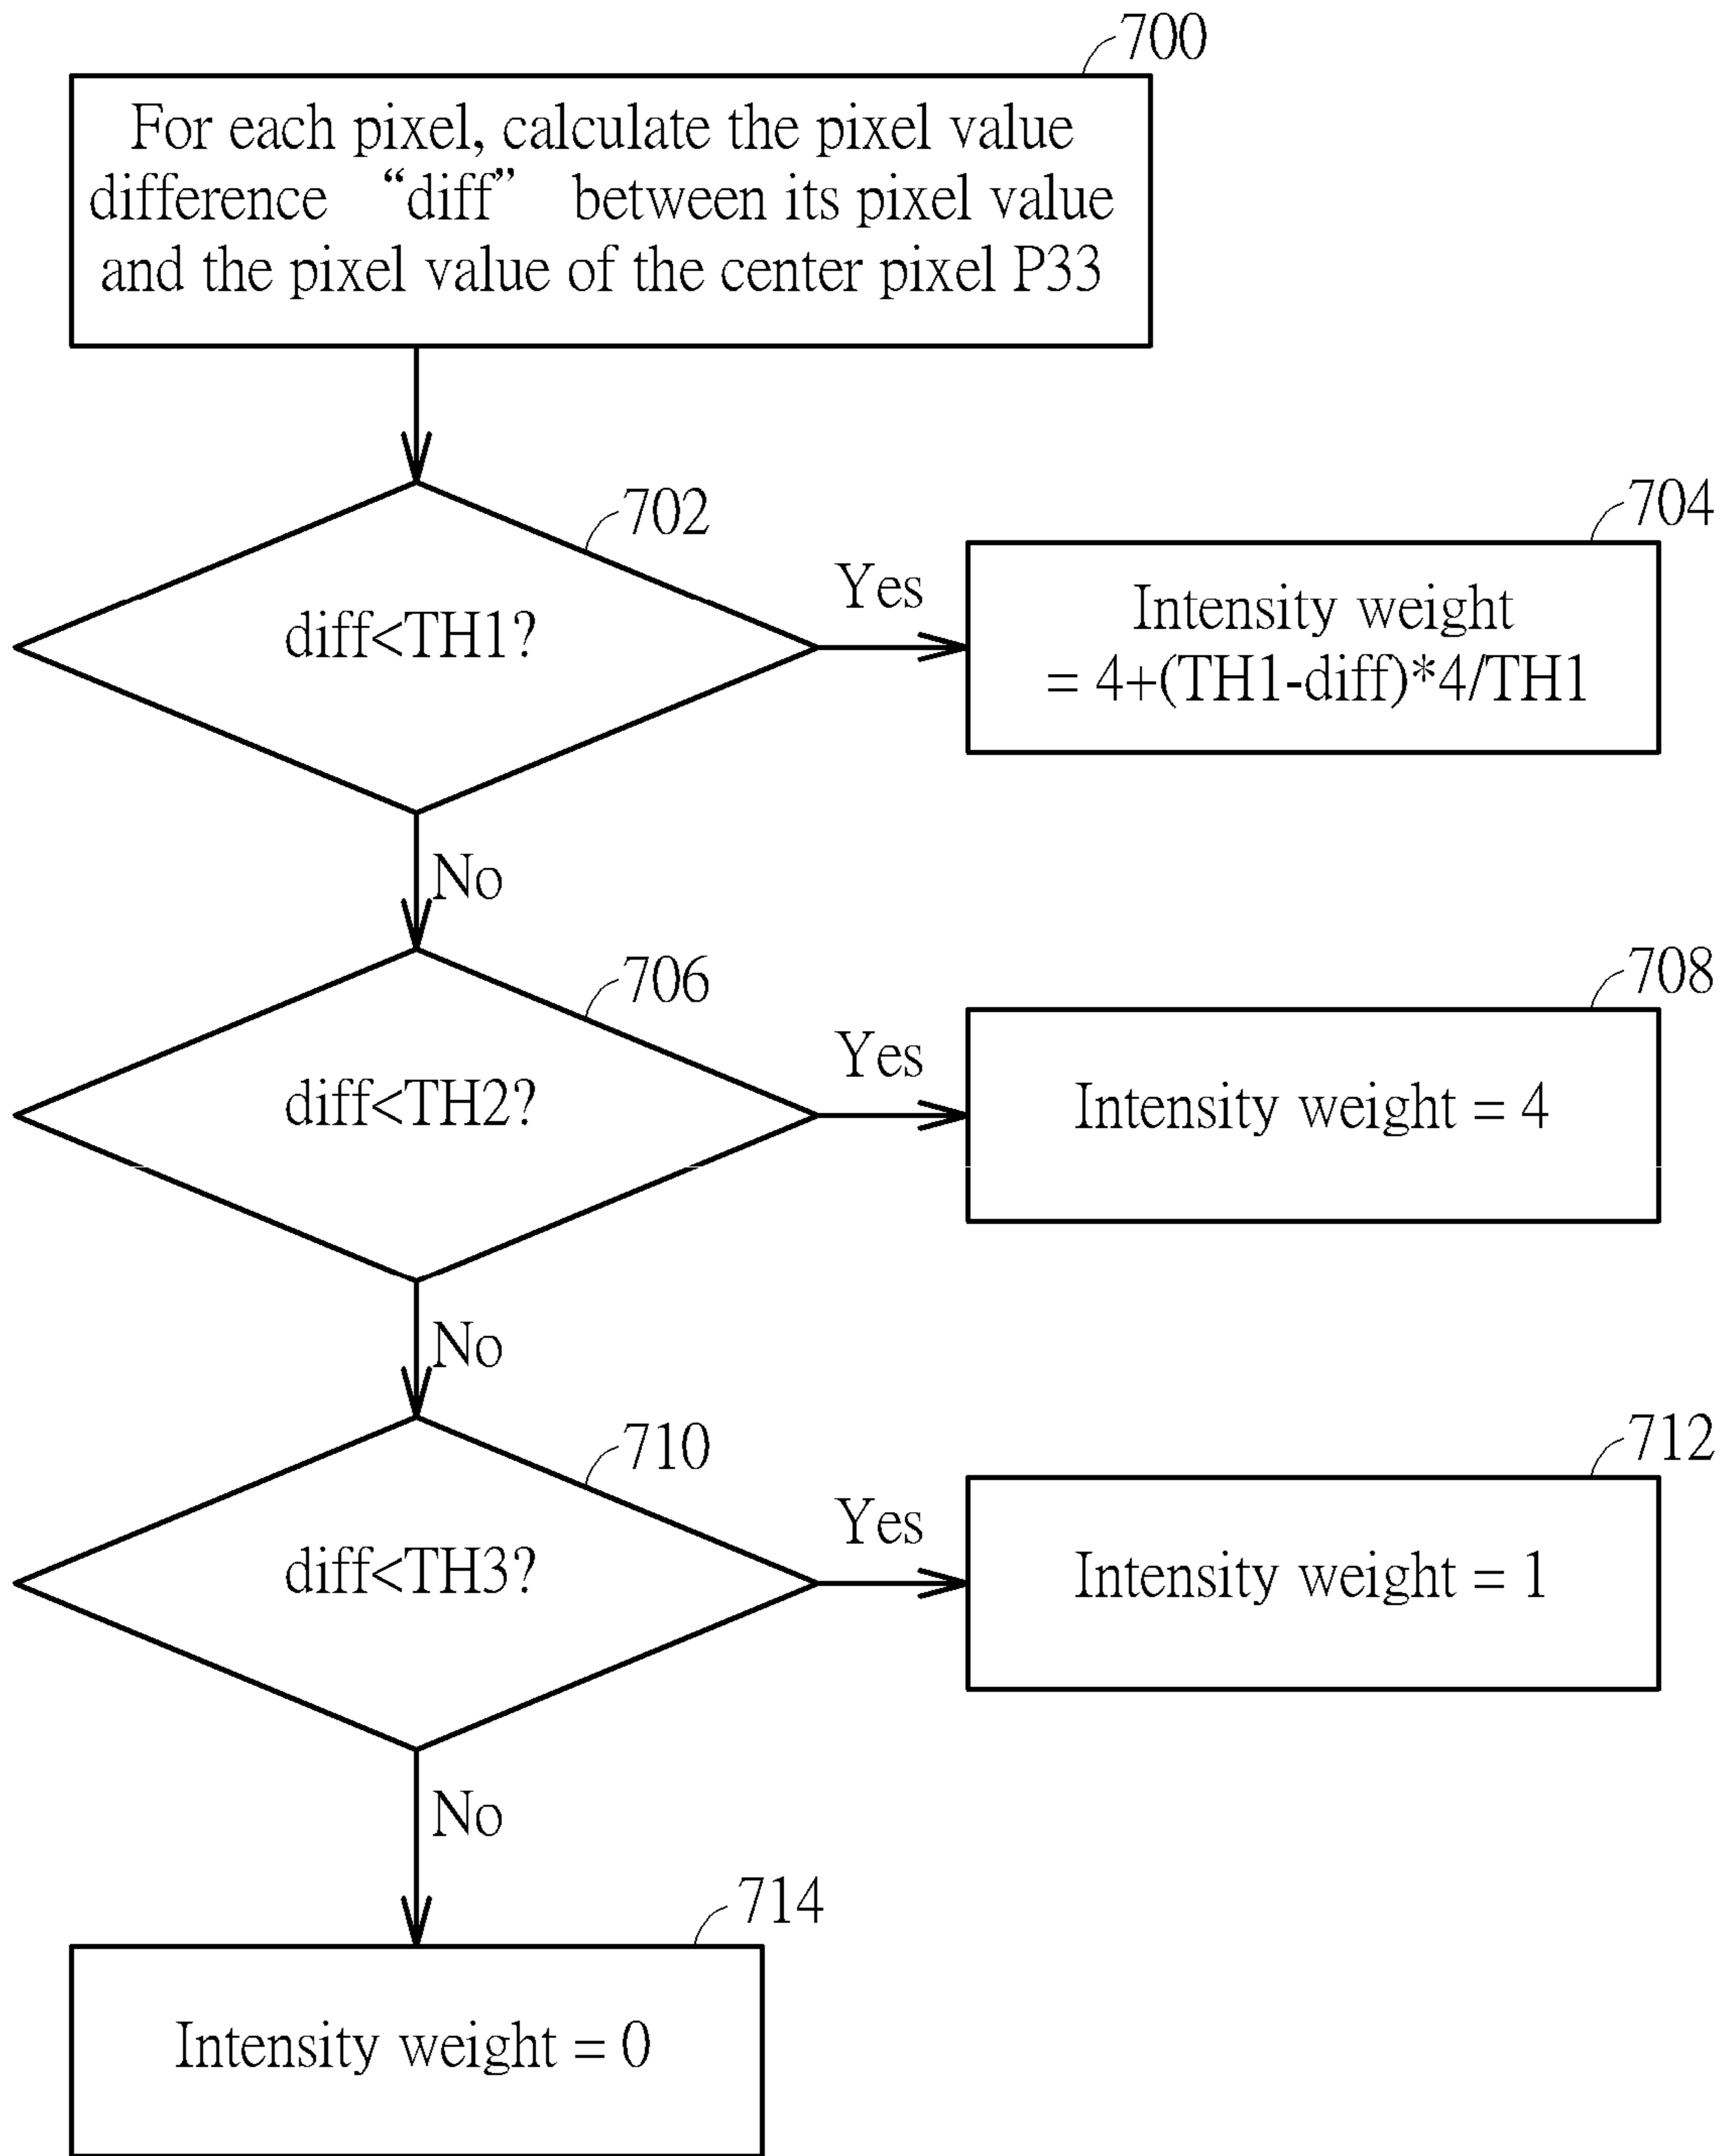 700
For each pixel, calculate the pixel value
difference “diff” between its pixel value
and the pixel value of the center pixel P33
702
diff<TH1?
Yes
704
Intensity weight
= 4+(TH1-diff)*4/TH1
No
706
diff<TH2?
Yes
708
Intensity weight = 4
No
710
diff<TH3?
Yes
712
Intensity weight = 1
No
714
Intensity weight = 0